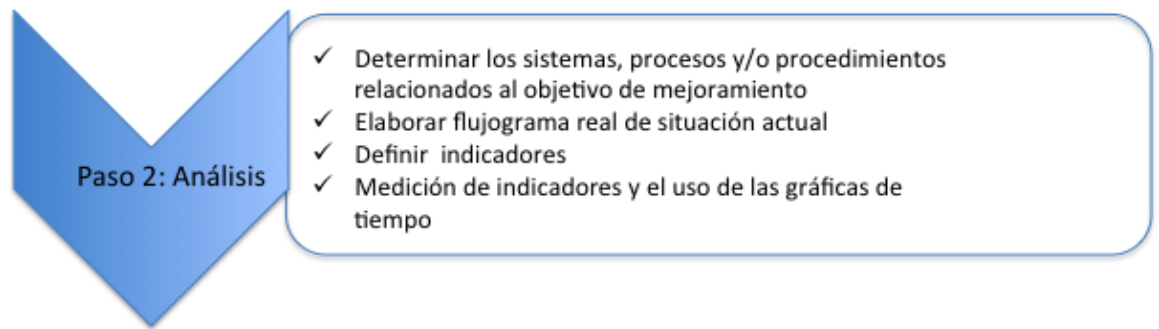 Paso 2: Análisis
✓ Determinar los sistemas, procesos y/o procedimientos
relacionados al objetivo de mejoramiento
✓ Elaborar flujograma real de situación actual
✓ Definir indicadores
✓ Medición de indicadores y el uso de las gráficas de
tiempo